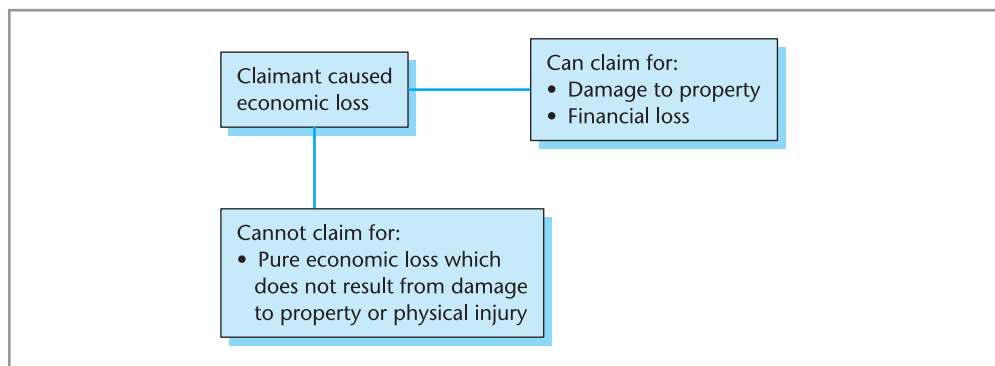 Claimant caused
economic loss
Can claim for:
• Damage to property
• Financial loss
Cannot claim for:
• Pure economic loss which
does not result from damage
to property or physical injury